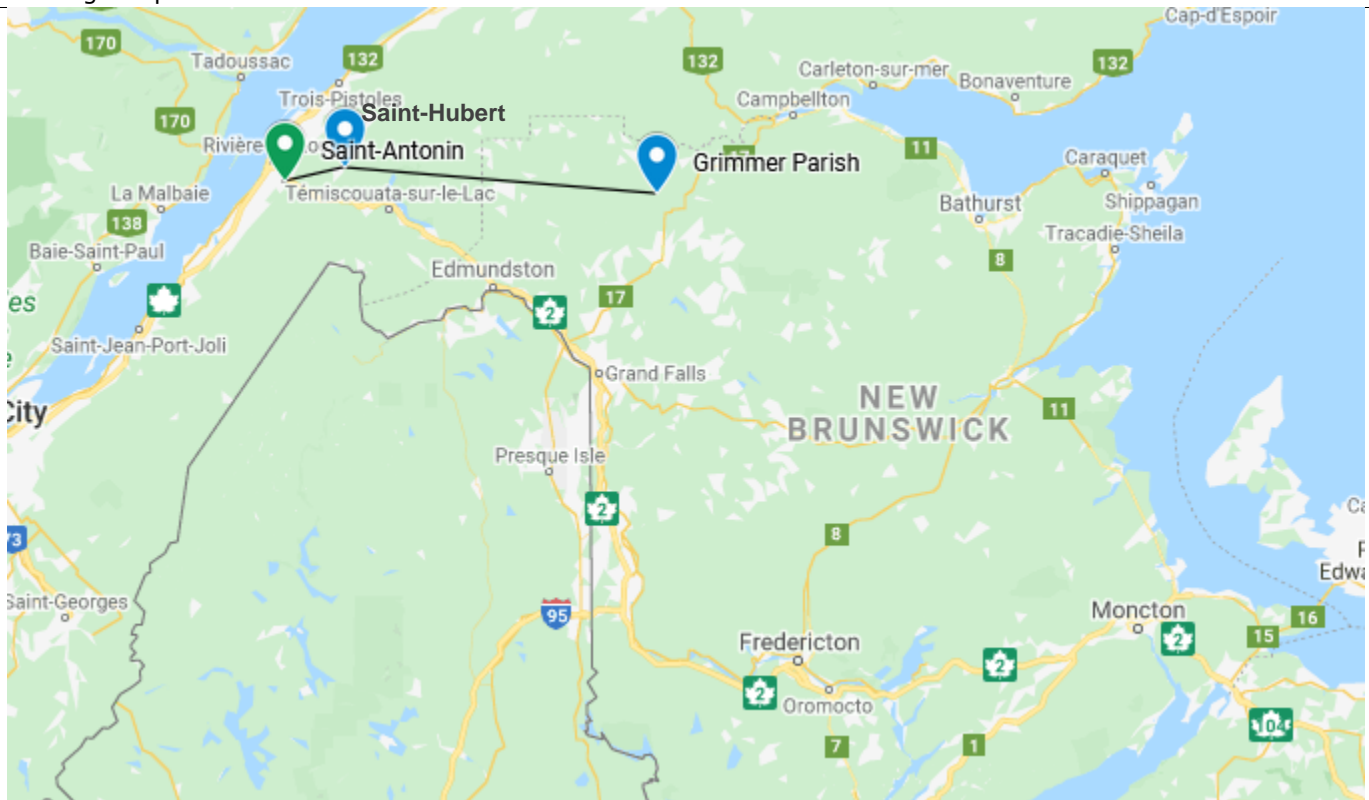 Cap-d'Espoir
170
132
132
132
Tadoussac
Carleton-sur-mer
Bonaventure
Trois-Pistoles
Campbellton
Saint-Hubert
170
Rivière
Saint-Antonin
11
Grimmer Parish
Caraquet
La Malbaie
Témiscouata-sur-le-Lac
Bathurst
Shippagan
138
Tracadie-Sheila
Baie-Saint-Paul
8
Edmundston
17
2
Saint-Jean-Port-Joli
Grand Falls
City
NEW
BRUNSWICK
11
Presque Isle
2
8
Saint-Georges
95
Moncton
16
15
2
Fredericton
2
2
Oromocto
7
1
104